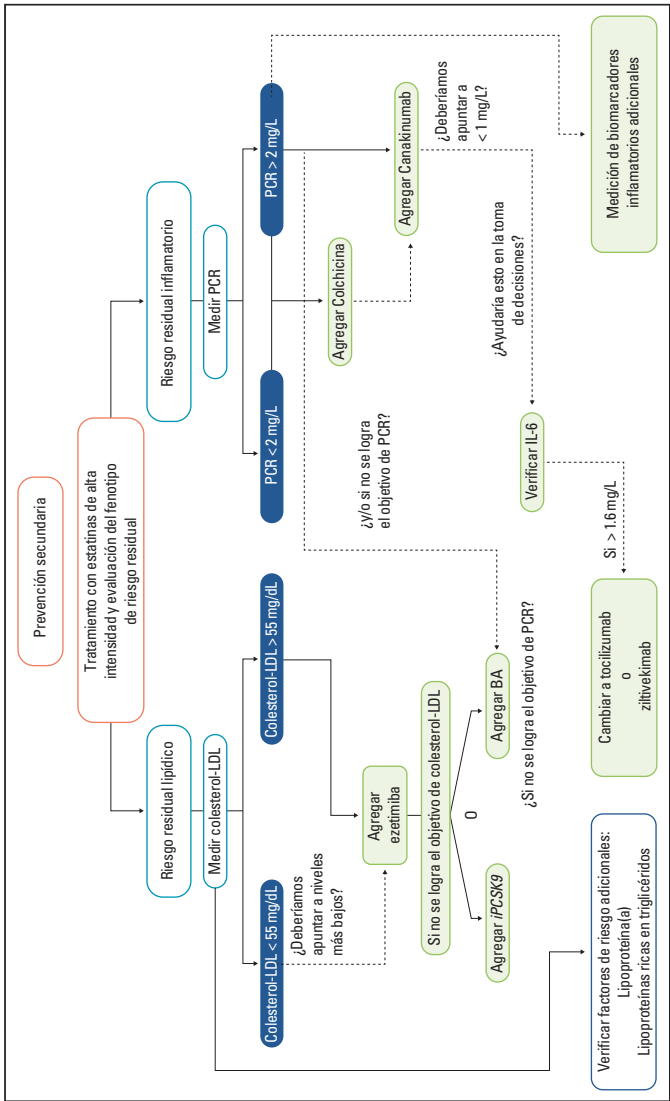 Prevención secundaria
Tratamiento con estatinas de alta
intensidad y evaluación del fenotipo
de riesgo residual
Riesgo residual lipídico
Medir colesterol-LDL
Colesterol-LDL < 55 mg/dL
Colesterol-LDL > 55 mg/dL
¿Deberíamos
apuntar a niveles
más bajos?
Agregar
ezetimiba
Si no se logra el objetivo de colesterol-LDL
O
Agregar iPCSK9
Agregar BA
¿Si no se logra el objetivo de PCR?
Verificar factores de riesgo adicionales:
Lipoproteína(a)
Lipoproteínas ricas en triglicéridos
Riesgo residual inflamatorio
Medir PCR
PCR < 2 mg/L
PCR > 2 mg/L
¿y/o si no se logra
el objetivo de PCR?
Agregar Colchicina
Agregar Canakinumab
¿Deberíamos
apuntar a
< 1 mg/L?
¿Ayudaría esto en la toma
de decisiones?
Verificar IL-6
Si > 1.6 mg/L
Cambiar a tocilizumab
o
ziltivekimab
Medición de biomarcadores
inflamatorios adicionales